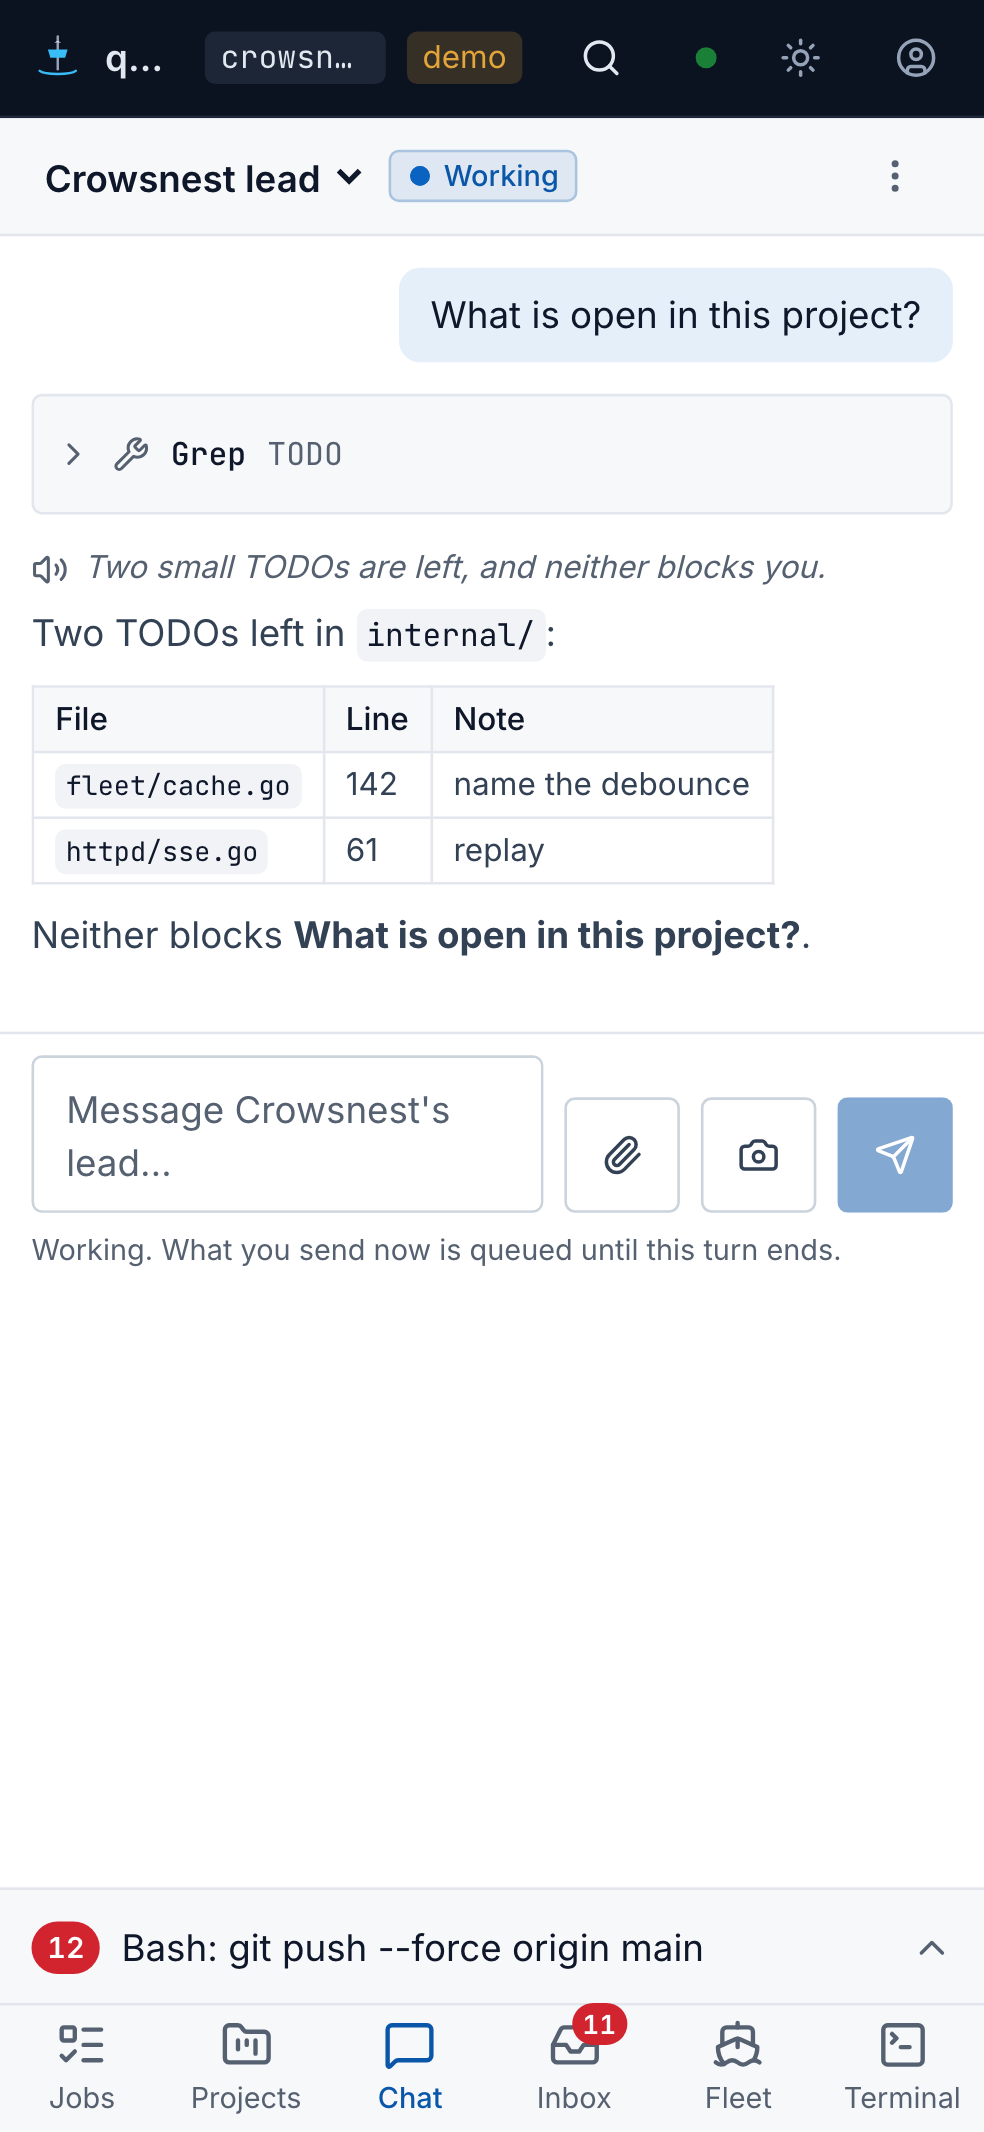 q...
crowsn...
demo
Crowsnest lead
Working
What is open in this project?
Grep TODO
Two small TODOs are left, and neither blocks you.
Two TODOs left in internal/:
File Line Note
fleet/cache.go 142 name the debounce
httpd/sse.go 61 replay
Neither blocks What is open in this project?.
Message Crowsnest's
lead...
Working. What you send now is queued until this turn ends.
12 Bash: git push --force origin main
11
Jobs Projects Chat Inbox Fleet Terminal